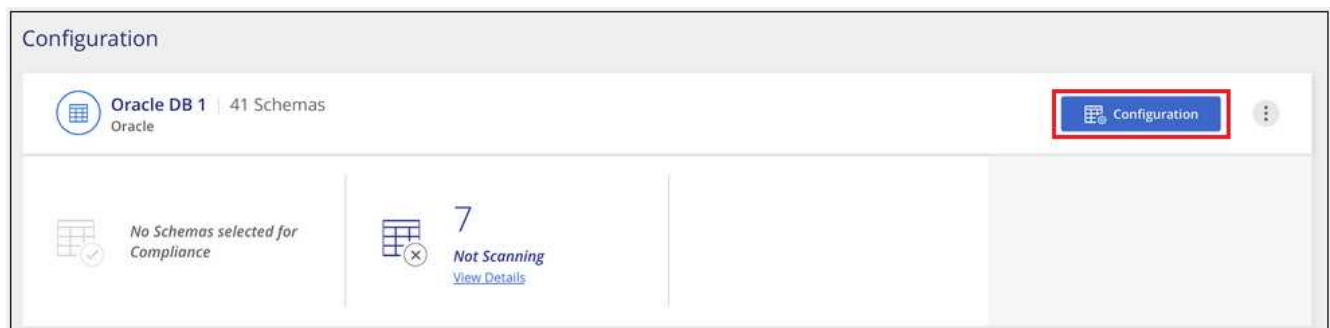 Configuration
Oracle DB 1 | 41 Schemas
Oracle
Configuration
No Schemas selected for
Compliance
7
Not Scanning
View Details